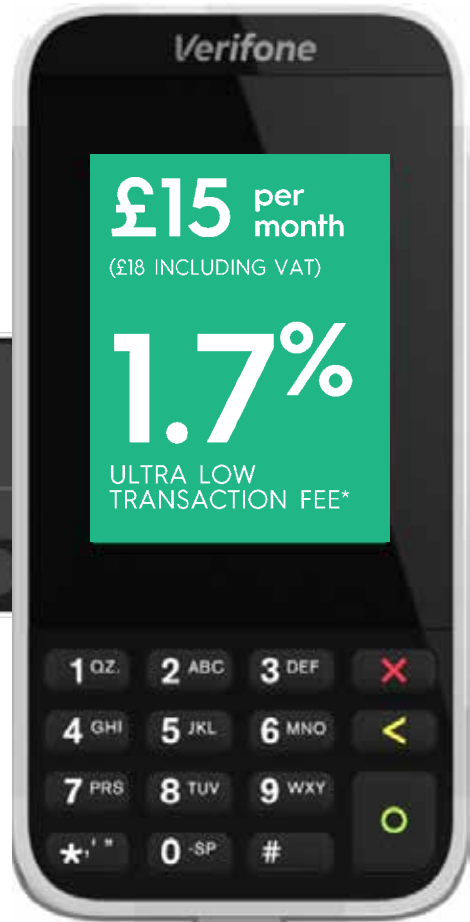 Verifone
£15 per
month
(£18 INCLUDING VAT)
1.7%
ULTRA LOW
TRANSACTION FEE*
1 QZ. 2 ABC 3 DEF X
4 GHI 5 JKL 6 MNO <
7 PRS 8 TUV 9 WXY O
*,'" 0 -SP #